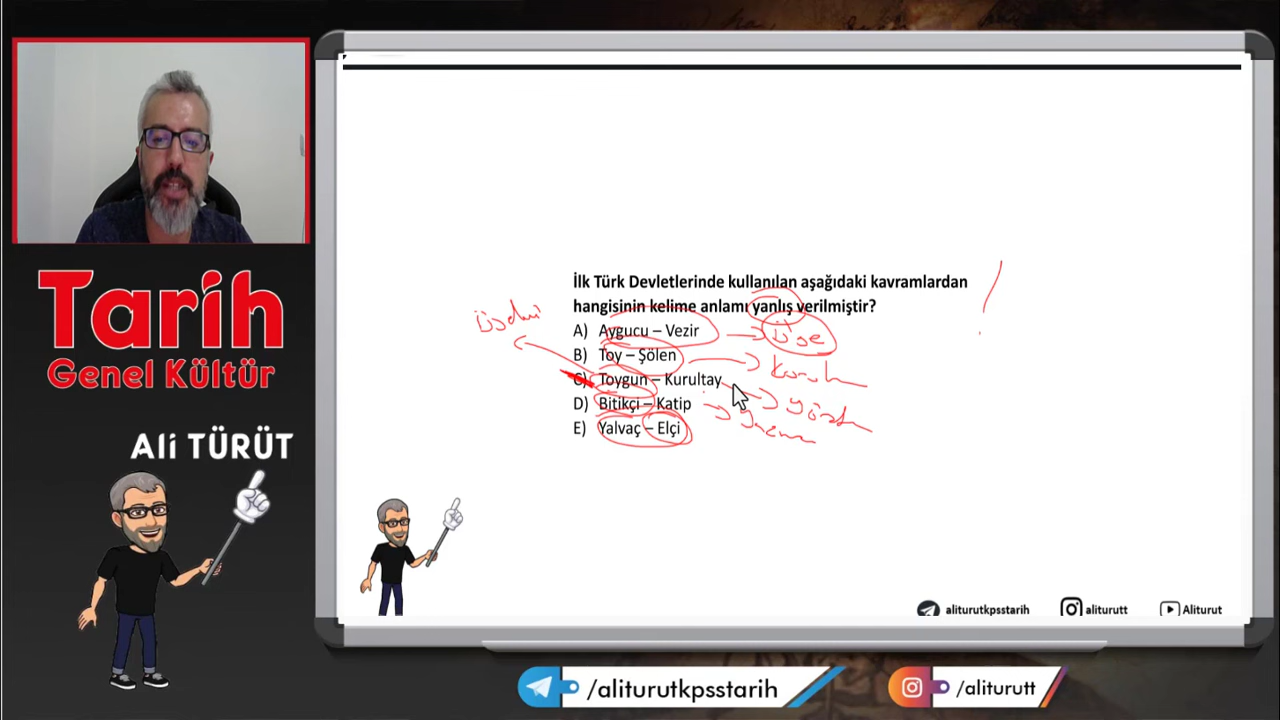 Tarih
Genel Kültür
Ali TÜRÜT
İlk Türk Devletlerinde kullanılan aşağıdaki kavramlardan
hangisinin kelime anlamı yanlış verilmiştir?
A) Aygucu – Vezir
B) Toy – Şölen
C) Toygun – Kurultay
D) Bitikçi – Katip
E) Yalvaç – Elçi
aliturutkpsstarih
aliturutt
Aliturut
/aliturutkpsstarih
/aliturutt